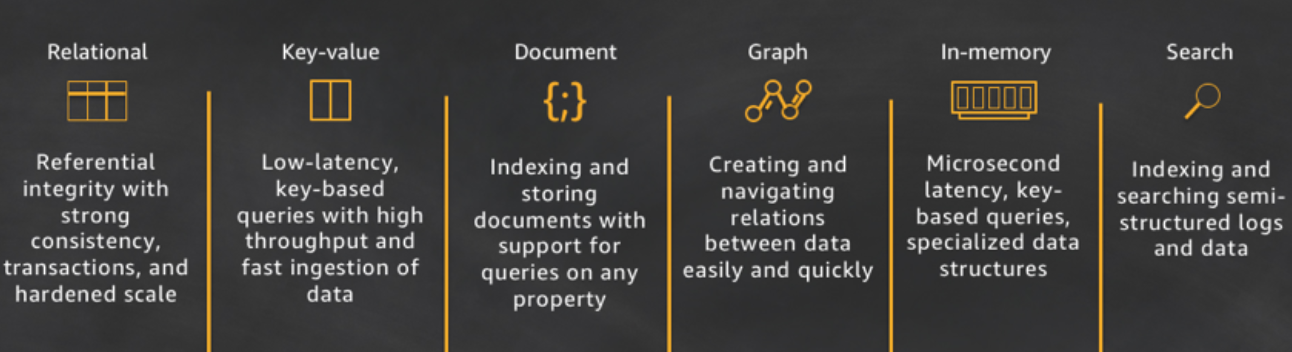 Relational
Referential
integrity with
strong
consistency,
transactions, and
hardened scale
Key-value
Low-latency,
key-based
queries with high
throughput and
fast ingestion of
data
Document
{;}
Indexing and
storing
documents with
support for
queries on any
property
Graph
Creating and
navigating
relations
between data
easily and quickly
In-memory
Microsecond
latency, key-
based queries,
specialized data
structures
Search
Indexing and
searching semi-
structured logs
and data